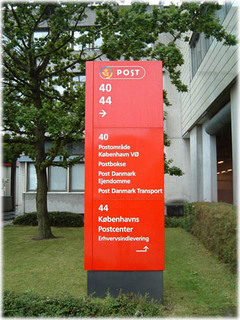 POST
40
44
→
40
Postområde
København VØ
Postbokse
Post Danmark
Ejendomme
Post Danmark Transport
44
Københavns
Postcenter
Erhvervsindlevering